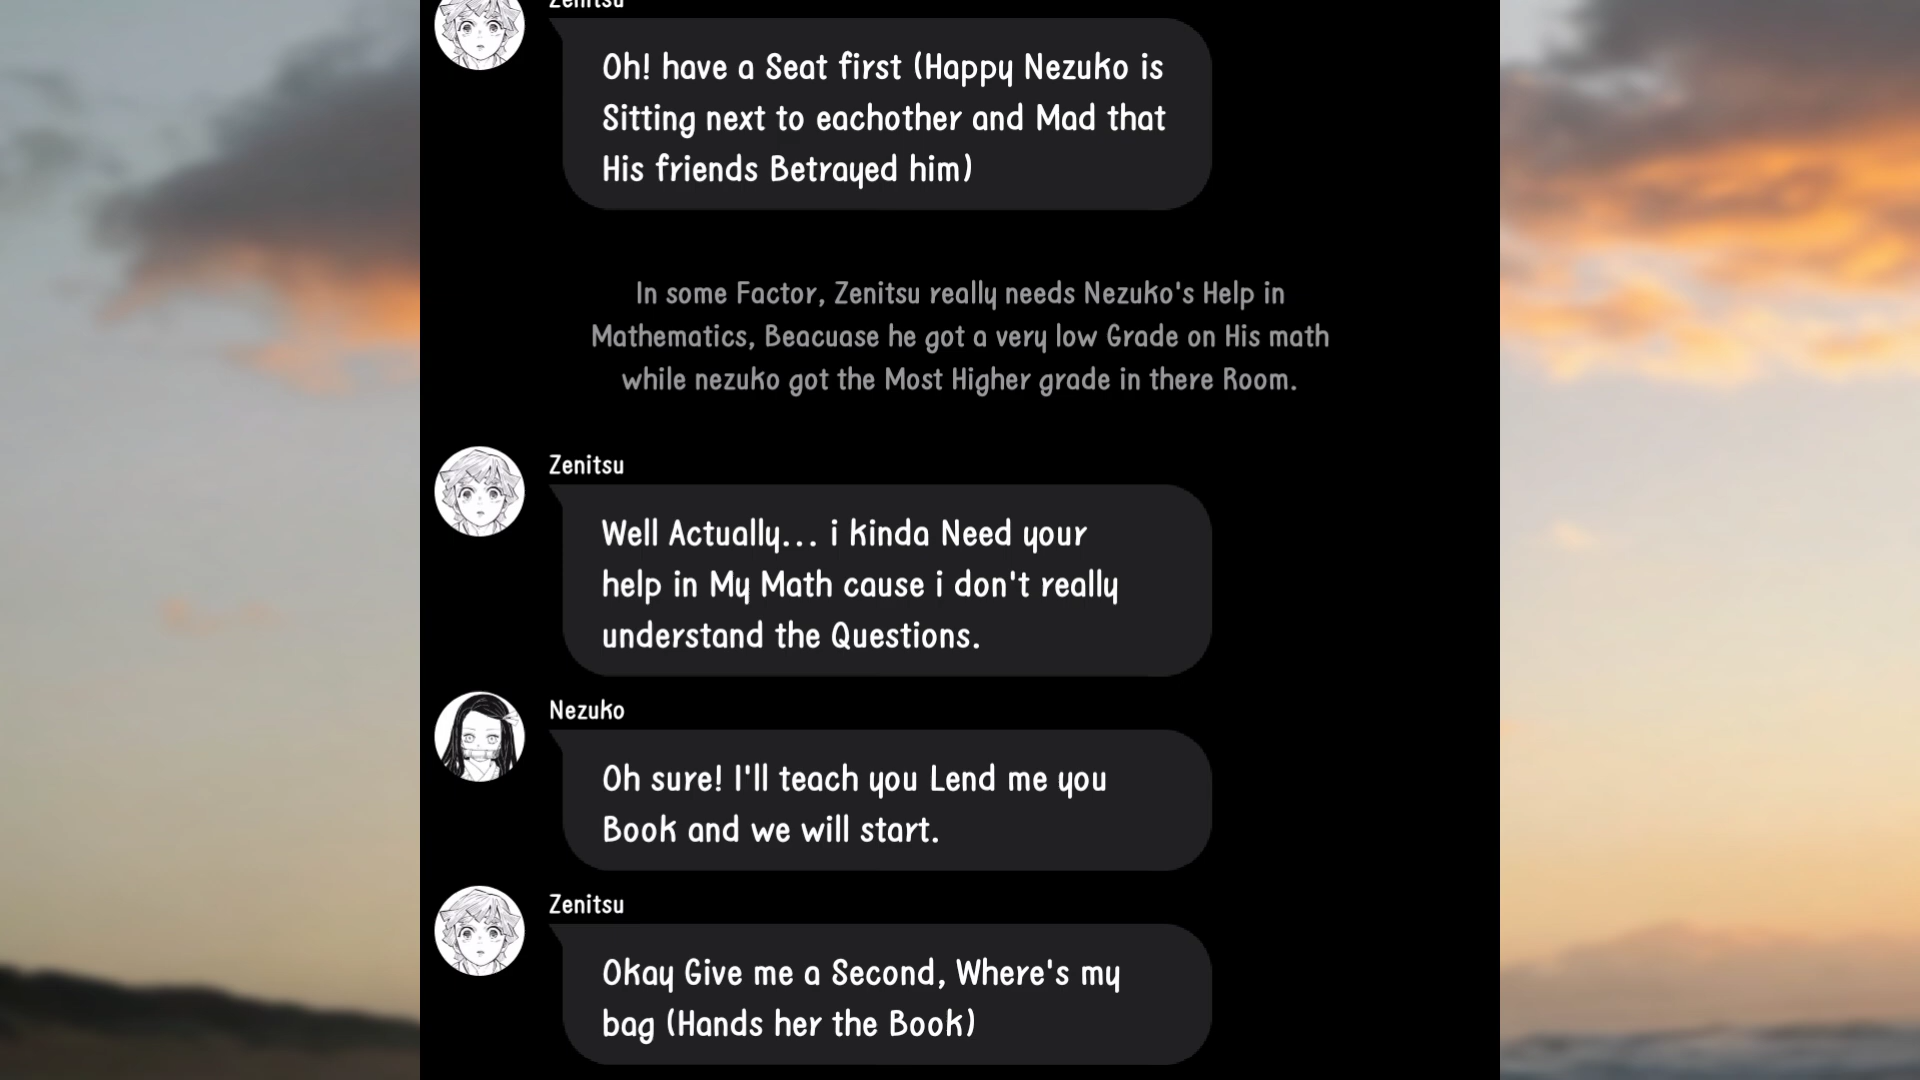 Zenitsu
Oh! have a Seat first (Happy Nezuko is
Sitting next to eachother and Mad that
His friends Betrayed him)
In some Factor, Zenitsu really needs Nezuko's Help in
Mathematics, Beacuase he got a very low Grade on His math
while nezuko got the Most Higher grade in there Room.
Zenitsu
Well Actually... i kinda Need your
help in My Math cause i don't really
understand the Questions.
Nezuko
Oh sure! I'll teach you Lend me you
Book and we will start.
Zenitsu
Okay Give me a Second, Where's my
bag (Hands her the Book)